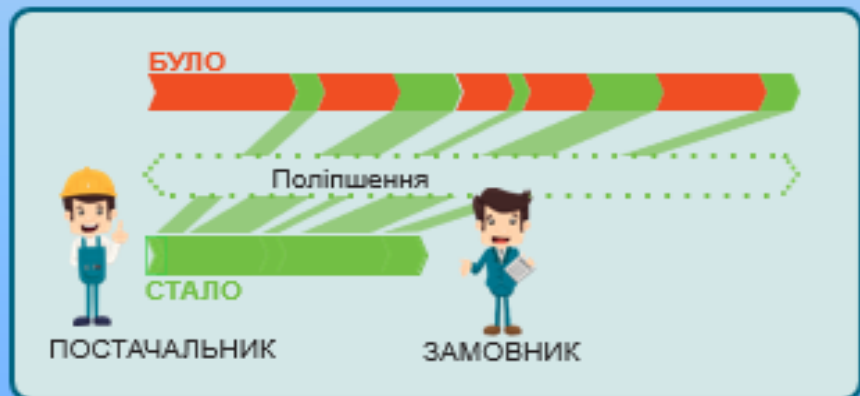 БУЛО
Поліпшення
СТАЛО
ПОСТАЧАЛЬНИК
ЗАМОВНИК